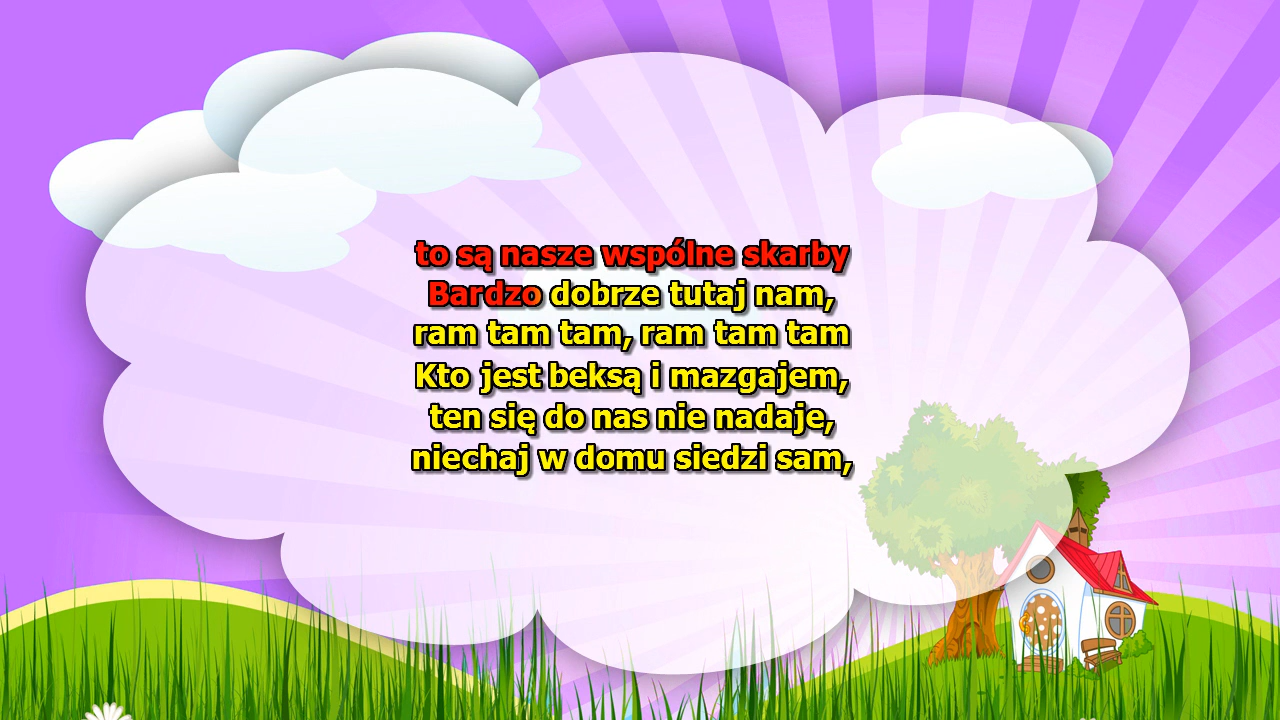 to są nasze wspólne skarby
Bardzo dobrze tutaj nam,
ram tam tam, ram tam tam
Kto jest beksą i mazgajem,
ten się do nas nie nadaje,
niechaj w domu siedzi sam,